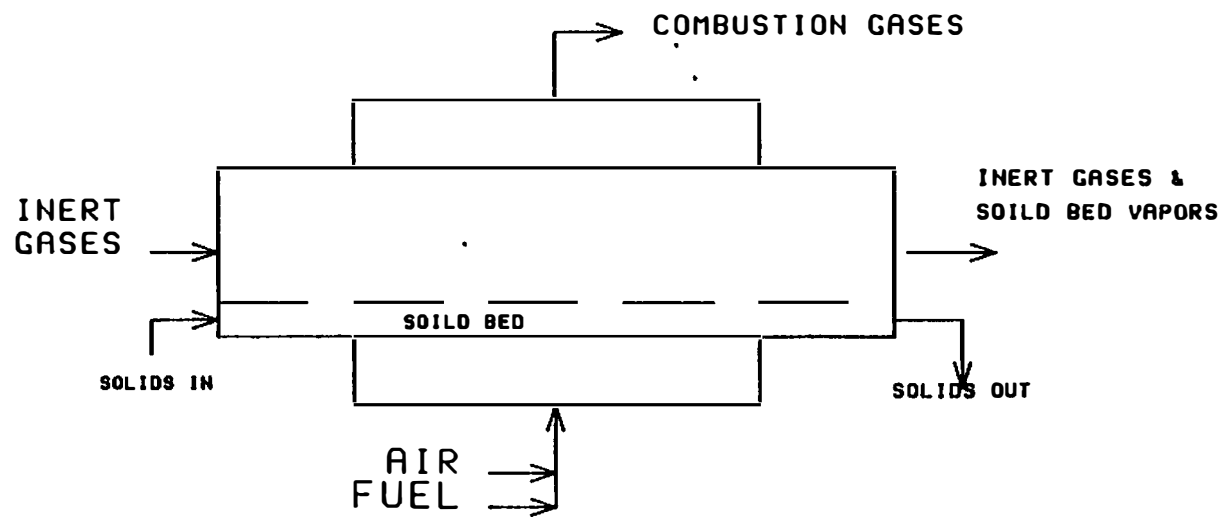 COMBUSTION GASES
INERT GASES &
SOILD BED VAPORS
INERT
GASES
SOILD BED
SOLIDS IN
SOLIDS OUT
AIR
FUEL